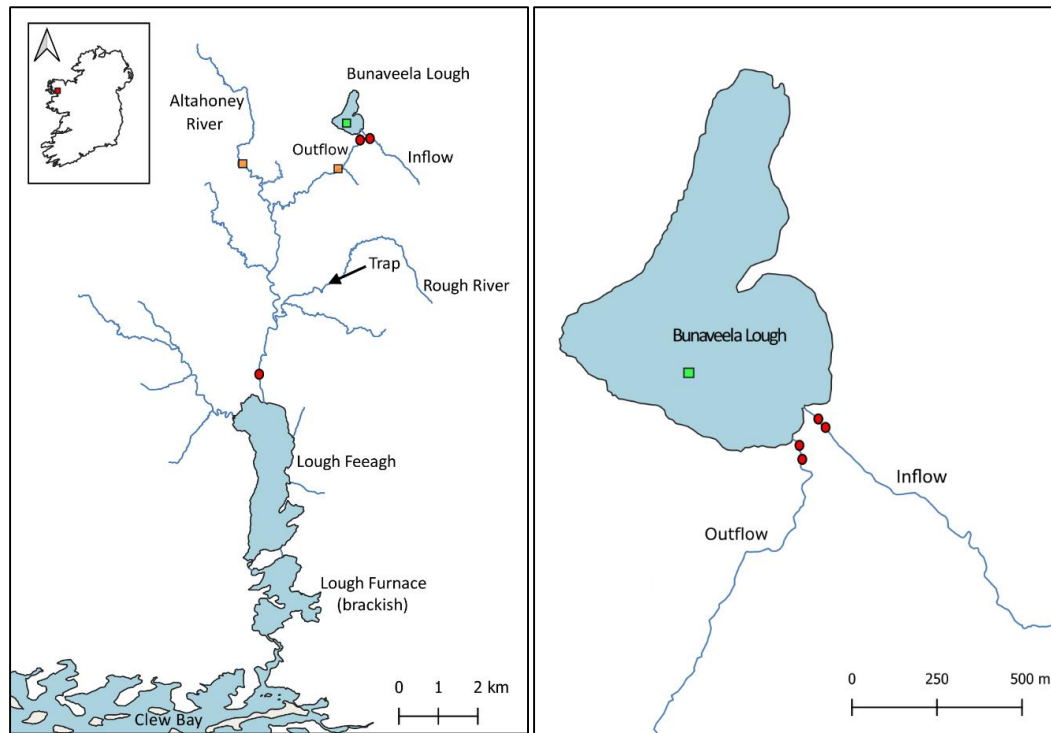 Bunaveela Lough
Altahoney
River
Outflow
Inflow
Trap
Rough River
Lough Feeagh
Lough Furnace
(brackish)
Clew Bay
0 1 2 km
Bunaveela Lough
Inflow
Outflow
0 250 500 m